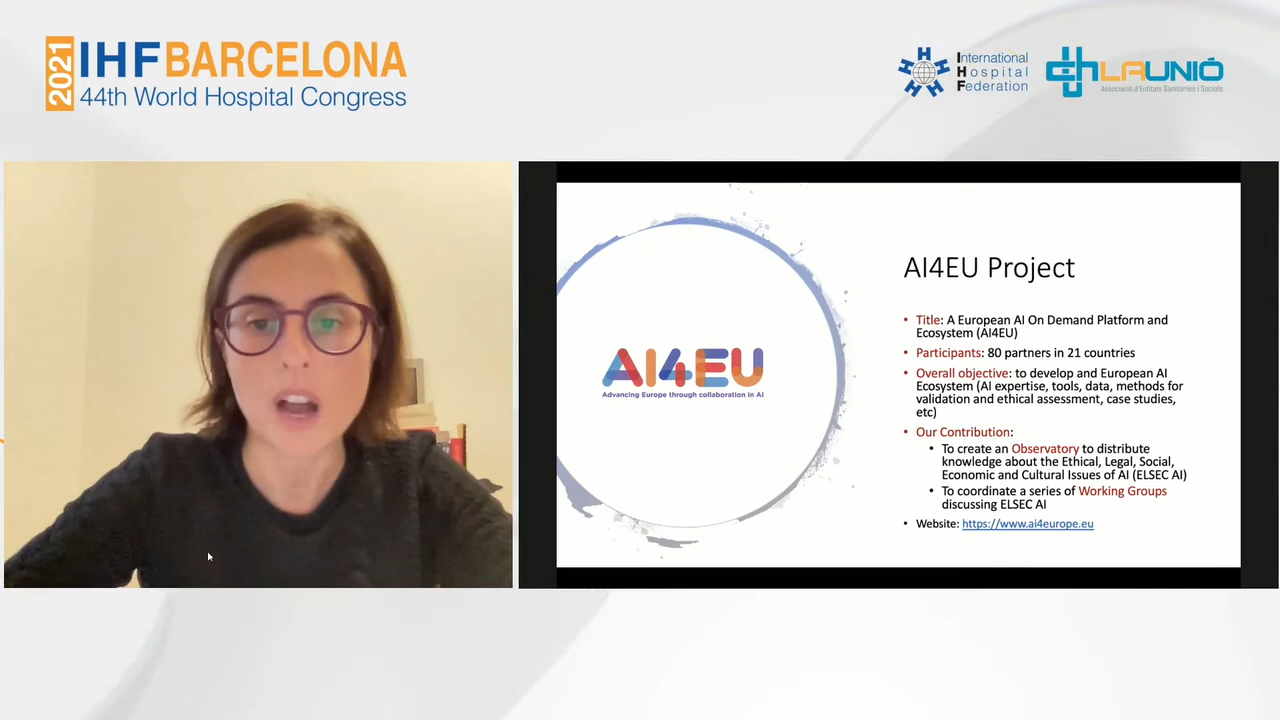 2021
IHF BARCELONA
44th World Hospital Congress
International
Hospital
Federation
LAUNIÓ
Associació d'Entitats Sanitàries i Socials
AI4EU
Advancing Europe through collaboration in AI
AI4EU Project
• Title: A European AI On Demand Platform and
Ecosystem (AI4EU)
• Participants: 80 partners in 21 countries
• Overall objective: to develop and European AI
Ecosystem (AI expertise, tools, data, methods for
validation and ethical assessment, case studies,
etc)
• Our Contribution:
• To create an Observatory to distribute
knowledge about the Ethical, Legal, Social,
Economic and Cultural Issues of AI (ELSEC AI)
• To coordinate a series of Working Groups
discussing ELSEC AI
• Website: https://www.ai4europe.eu